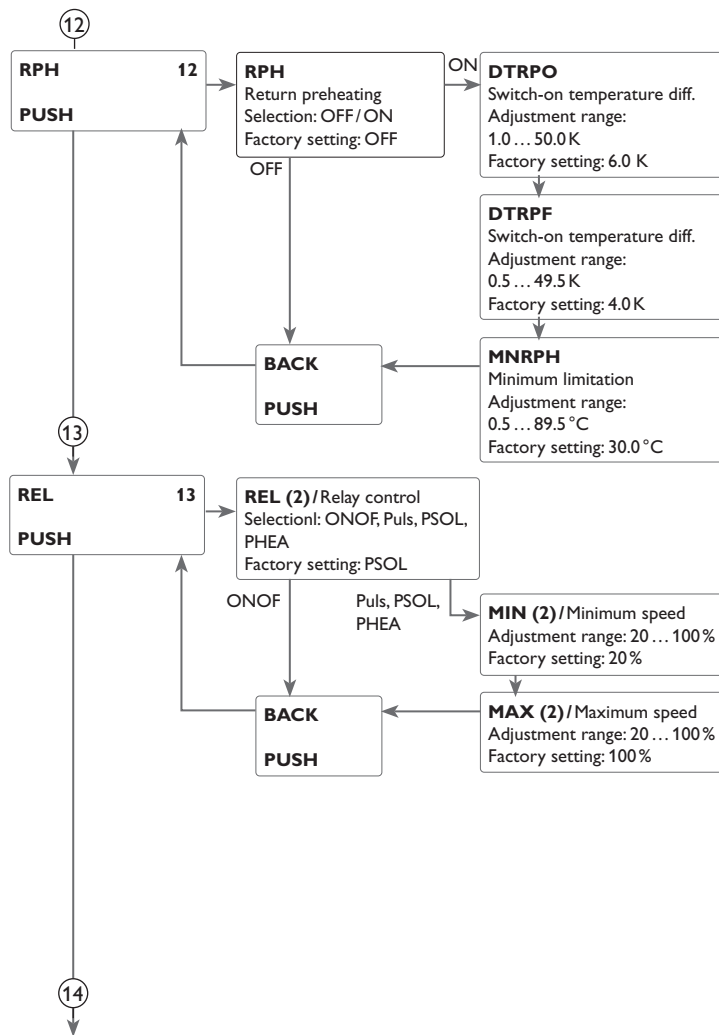 12
RPH 12
PUSH
RPH
Return preheating
Selection: OFF / ON
Factory setting: OFF
ON
OFF
DTRPO
Switch-on temperature diff.
Adjustment range:
1.0 … 50.0 K
Factory setting: 6.0 K
DTRPF
Switch-on temperature diff.
Adjustment range:
0.5 … 49.5 K
Factory setting: 4.0 K
MNRPH
Minimum limitation
Adjustment range:
0.5 … 89.5 °C
Factory setting: 30.0 °C
BACK
PUSH
13
REL 13
PUSH
REL (2) / Relay control
Selectionl: ONOF, Puls, PSOL,
PHEA
Factory setting: PSOL
ONOF
Puls, PSOL,
PHEA
MIN (2) / Minimum speed
Adjustment range: 20 … 100 %
Factory setting: 20 %
MAX (2) / Maximum speed
Adjustment range: 20 … 100 %
Factory setting: 100 %
BACK
PUSH
14